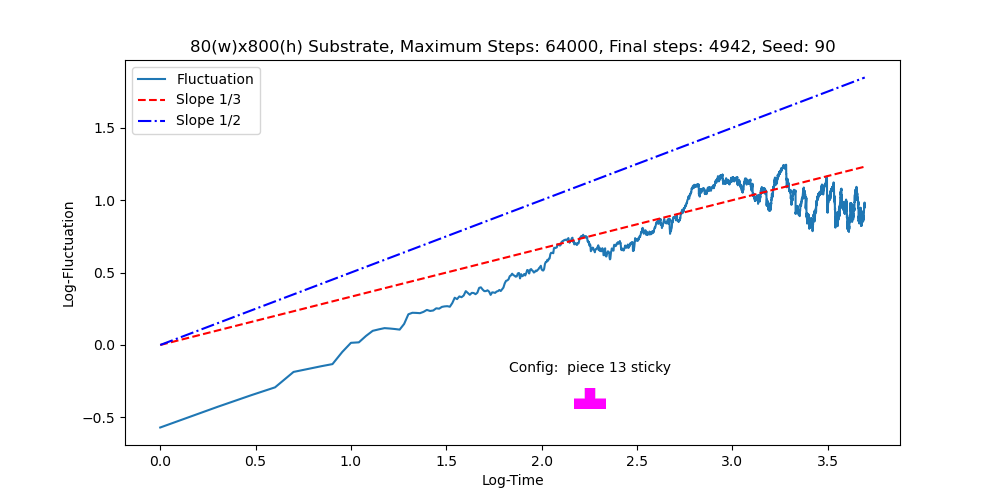 80(w)x800(h) Substrate, Maximum Steps: 64000, Final steps: 4942, Seed: 90
Fluctuation
Slope 1/3
Slope 1/2
Log-Fluctuation
1.5
1.0
0.5
0.0
−0.5
Config:  piece 13 sticky
0.0 0.5 1.0 1.5 2.0 2.5 3.0 3.5
Log-Time